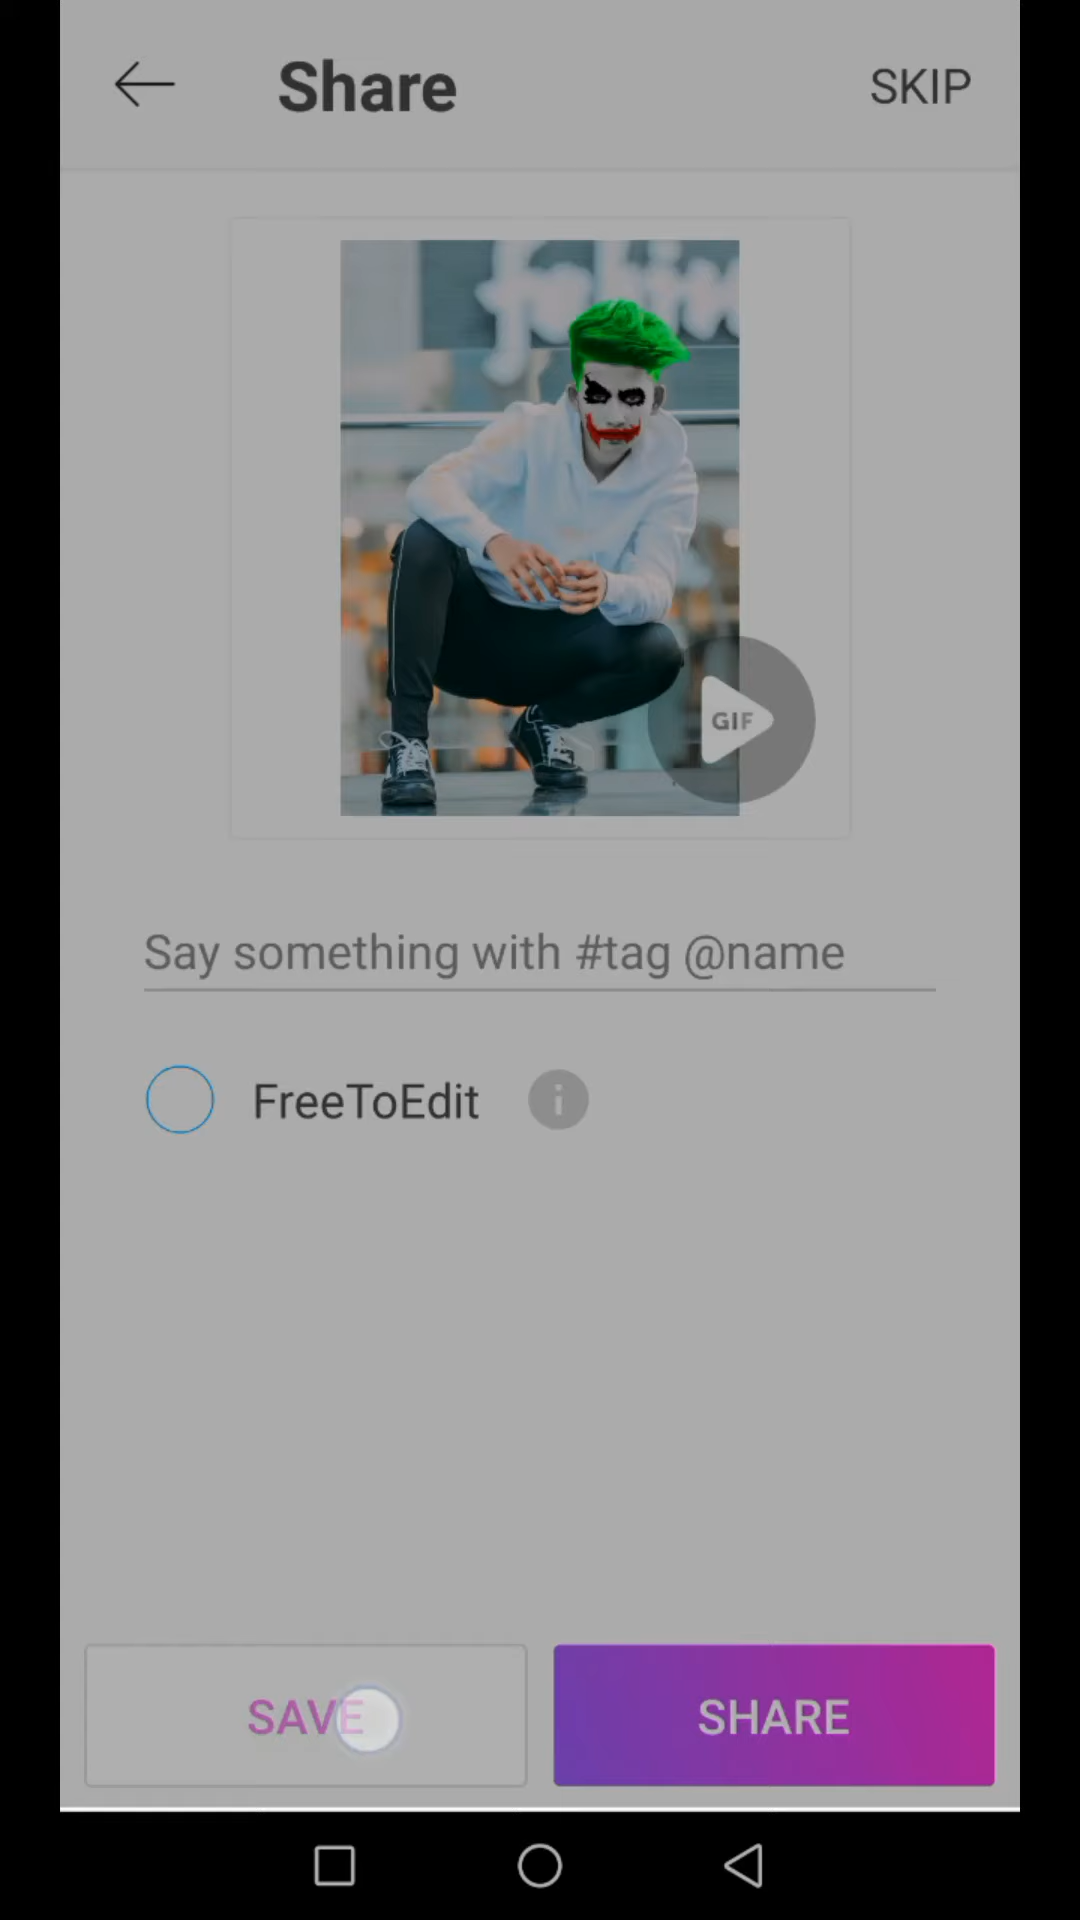 Share
SKIP
GIF
Say something with #tag @name
FreeToEdit
i
SAVE
SHARE